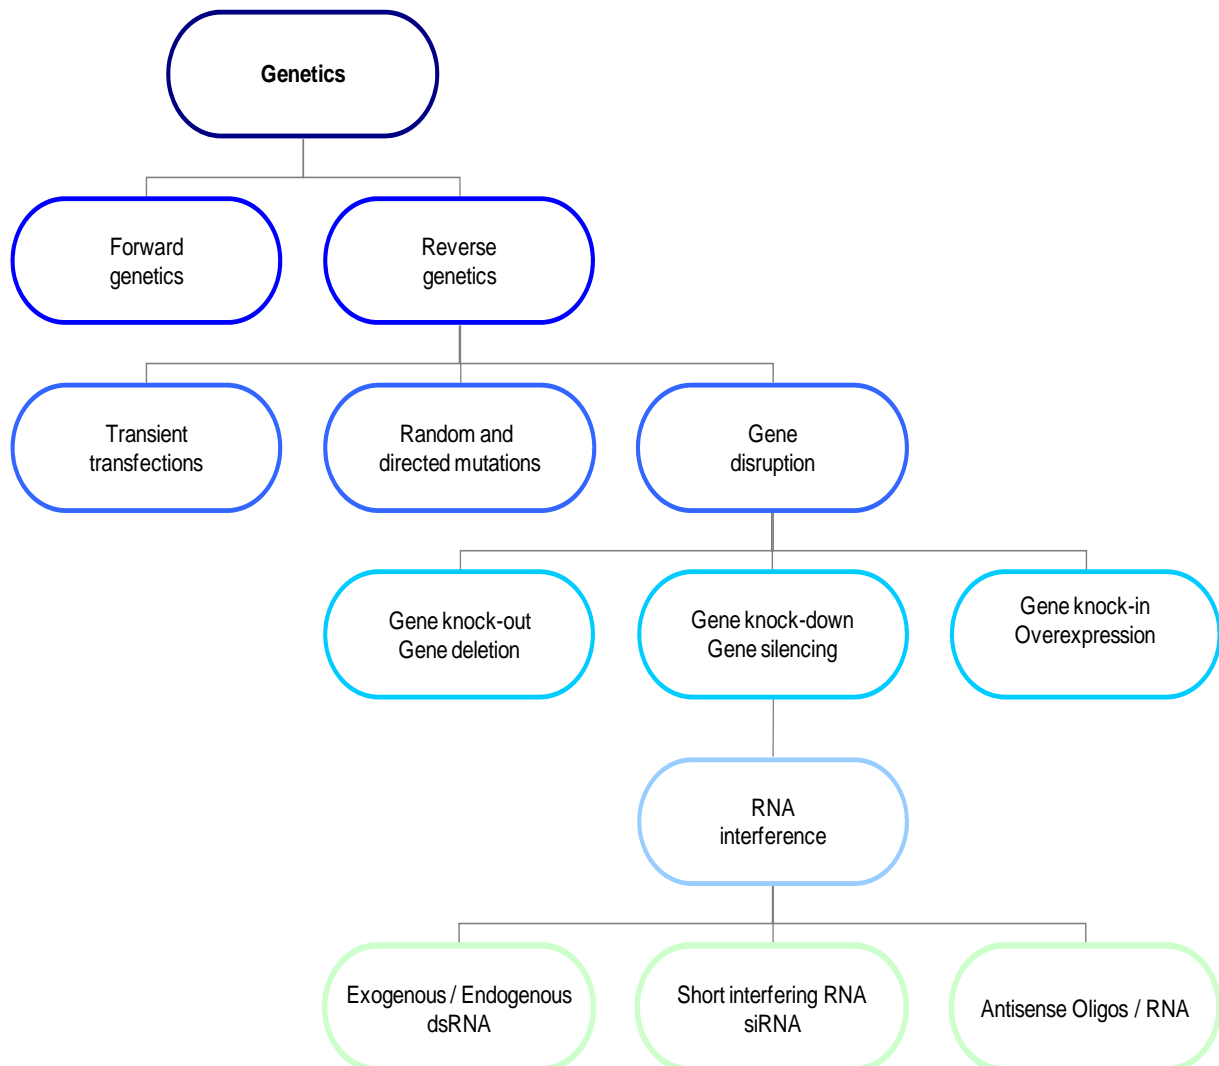 Genetics
Forward
genetics
Reverse
genetics
Transient
transfections
Random and
directed mutations
Gene
disruption
Gene knock-out
Gene deletion
Gene knock-down
Gene silencing
Gene knock-in
Overexpression
RNA
interference
Exogenous / Endogenous
dsRNA
Short interfering RNA
siRNA
Antisense Oligos / RNA